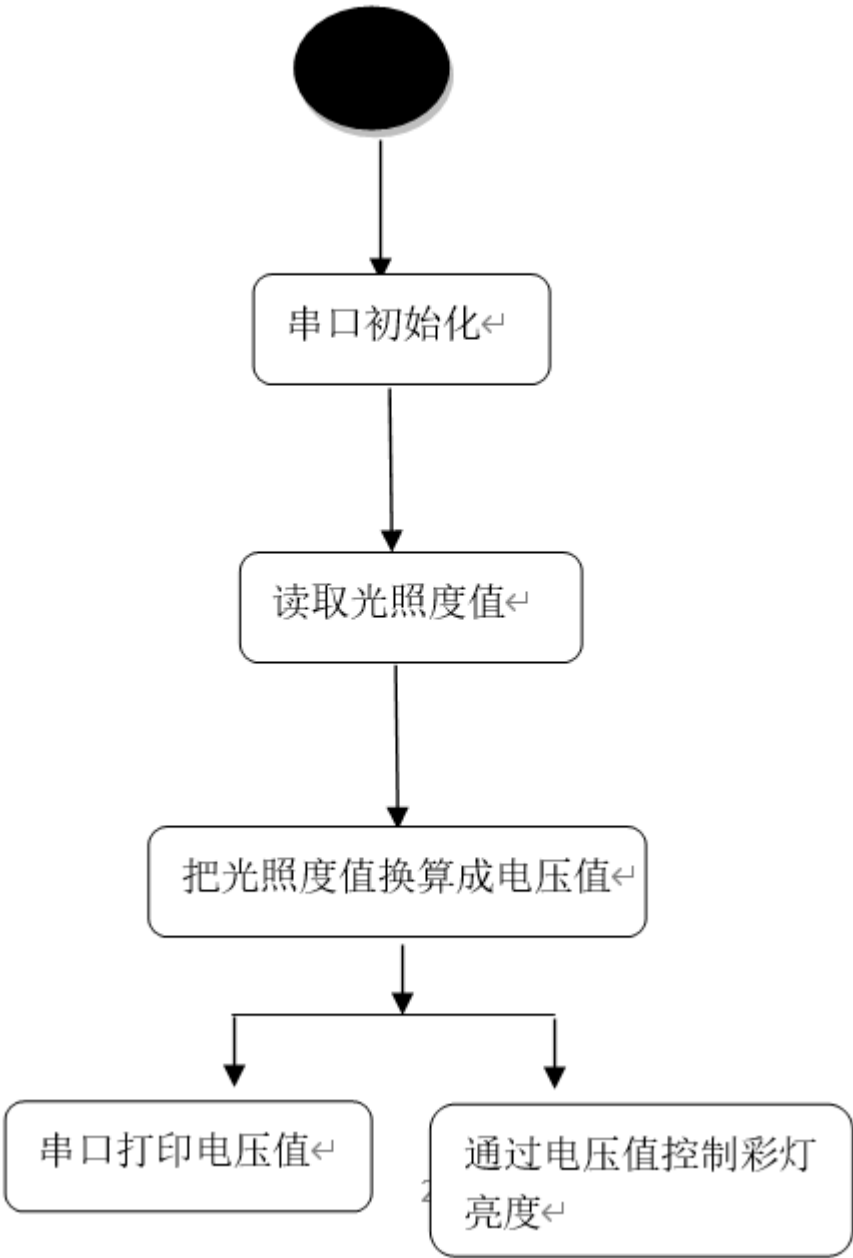 串口初始化
读取光照度值
把光照度值换算成电压值
串口打印电压值
通过电压值控制彩灯
亮度